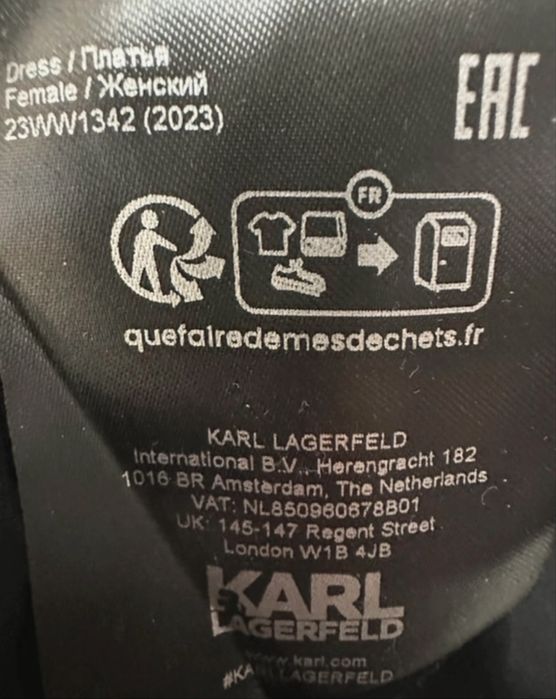 Dress / Платья
Female / Женский
23WW1342 (2023)
EAC
FR
quefairedemesdechets.fr
KARL LAGERFELD
International B.V., Herengracht 182
1016 BR Amsterdam, The Netherlands
VAT: NL850960678B01
UK: 145-147 Regent Street
London W1B 4JB
KARL
LAGERFELD
www.karl.com
#KARLLAGERFELD